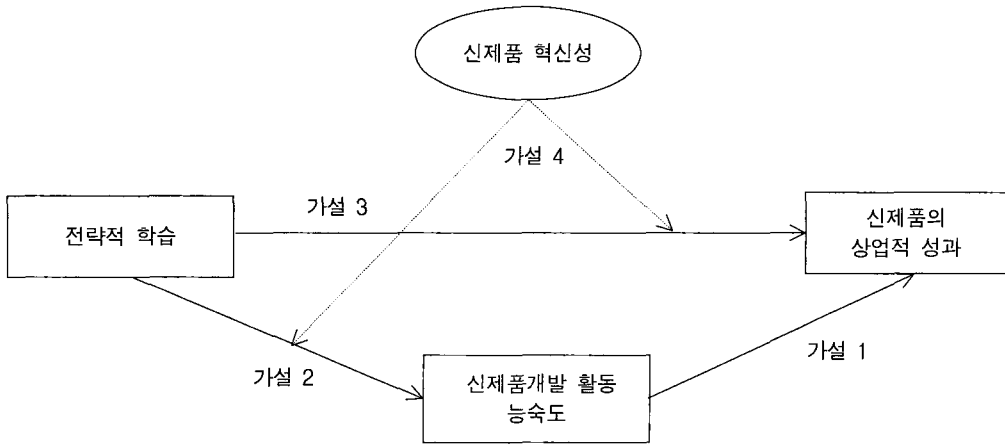 신제품 혁신성
가설 4
가설 3
전략적 학습
신제품의
상업적 성과
가설 2
신제품개발 활동
능숙도
가설 1